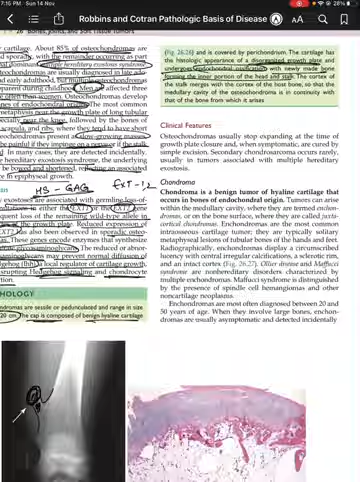 7:15 PM Sun 14 Nov
28%
Robbins and Cotran Pathologic Basis of Disease
AA
26 Bones, Joints, and Soft Tissue Tumors
cartilage. About 85% of osteochondromas are
sporadic, with the remainder occurring as part
dominant multiple hereditary exostosis syndrome
teochondromas are usually diagnosed in late ado-
d early adulthood, but multiple osteochondromas
parent during childhood. Men are affected three
often than women. Osteochondromas develop
nes of endochondral origin. The most common
metaphysis near the growth plate of long tubular
ecially near the knee, followed by the bones of
scapula, and ribs, where they tend to have short
eochondromas present as slow-growing masses,
be painful if they impinge on a nerve or if the stalk
In many cases, they are detected incidentally.
hereditary exostosis syndrome, the underlying
be bowed and shortened, reflecting an associated
in epiphyseal growth.
HS - GAG
EXT-1,2
exostoses are associated with germline loss-of-
mutations in either the EXT1 or the EXT2 gene
quent loss of the remaining wild-type allele in
of the growth plate. Reduced expression of
EXT2 has also been observed in sporadic osteo-
as. These genes encode enzymes that synthesize
glycosaminoglycans. The reduced or abnor-
saminoglycans may prevent normal diffusion of
gehog (Ihh), a local regulator of cartilage growth,
srupting Hedgehog signaling and chondrocyte
tion.
HOLOGY
ndromas are sessile or pedunculated and range in size
20 cm. The cap is composed of benign hyaline cartilage
(Fig. 26.26) and is covered by perichondrium. The cartilage has
the histologic appearance of a disorganized growth plate and
undergoes endochondral ossification, with newly made bone
forming the inner portion of the head and stalk. The cortex of
the stalk merges with the cortex of the host bone, so that the
medullary cavity of the osteochondroma is in continuity with
that of the bone from which it arises
Clinical Features
Osteochondromas usually stop expanding at the time of
growth plate closure and, when symptomatic, are cured by
simple excision. Secondary chondrosarcoma occurs rarely,
usually in tumors associated with multiple hereditary
exostosis.
Chondroma
Chondroma is a benign tumor of hyaline cartilage that
occurs in bones of endochondral origin. Tumors can arise
within the medullary cavity, where they are termed enchon-
dromas, or on the bone surface, where they are called juxta-
cortical chondromas. Enchondromas are the most common
intraosseous cartilage tumor; they are typically solitary
metaphyseal lesions of tubular bones of the hands and feet.
Radiographically, enchondromas display a circumscribed
lucency with central irregular calcifications, a sclerotic rim,
and an intact cortex (Fig. 26.27). Ollier disease and Maffucci
syndrome are nonhereditary disorders characterized by
multiple enchondromas. Maffucci syndrome is distinguished
by the presence of spindle cell hemangiomas and other
noncartilage neoplasms.
Enchondromas are most often diagnosed between 20 and
50 years of age. When they involve large bones, enchon-
dromas are usually asymptomatic and detected incidentally